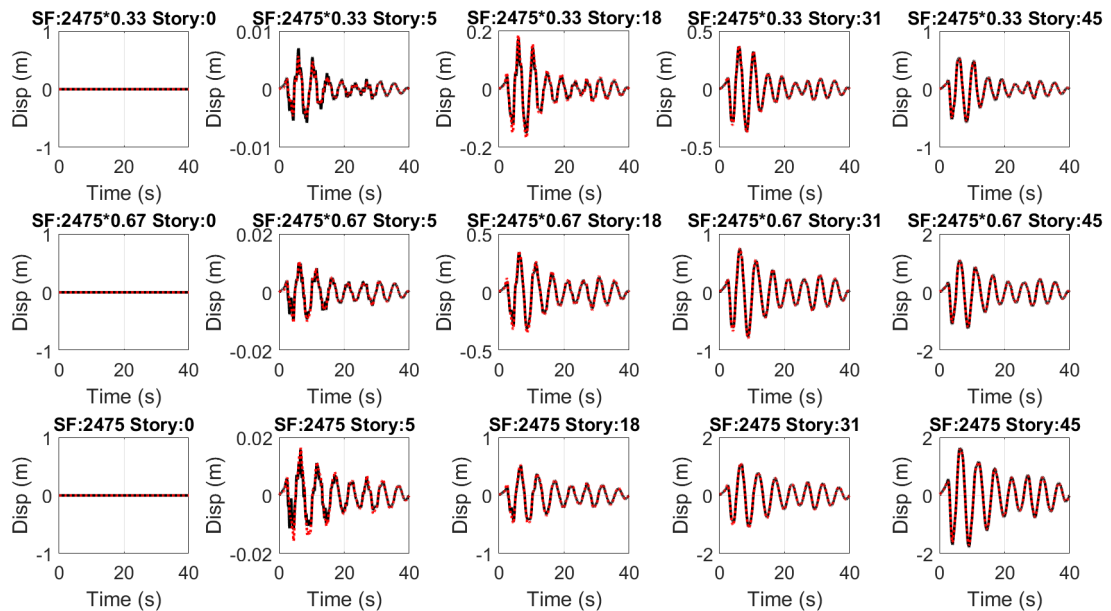 SF:2475*0.33 Story:0
SF:2475*0.33 Story:5
SF:2475*0.33 Story:18
SF:2475*0.33 Story:31
SF:2475*0.33 Story:45
1
0
-1
Disp (m)
0 20 40
Time (s)
0.01
0
-0.01
Disp (m)
0 20 40
Time (s)
0.2
0
-0.2
Disp (m)
0 20 40
Time (s)
0.5
0
-0.5
Disp (m)
0 20 40
Time (s)
1
0
-1
Disp (m)
0 20 40
Time (s)
SF:2475*0.67 Story:0
SF:2475*0.67 Story:5
SF:2475*0.67 Story:18
SF:2475*0.67 Story:31
SF:2475*0.67 Story:45
1
0
-1
Disp (m)
0 20 40
Time (s)
0.02
0
-0.02
Disp (m)
0 20 40
Time (s)
0.5
0
-0.5
Disp (m)
0 20 40
Time (s)
1
0
-1
Disp (m)
0 20 40
Time (s)
2
0
-2
Disp (m)
0 20 40
Time (s)
SF:2475 Story:0
SF:2475 Story:5
SF:2475 Story:18
SF:2475 Story:31
SF:2475 Story:45
1
0
-1
Disp (m)
0 20 40
Time (s)
0.02
0
-0.02
Disp (m)
0 20 40
Time (s)
1
0
-1
Disp (m)
0 20 40
Time (s)
2
0
-2
Disp (m)
0 20 40
Time (s)
2
0
-2
Disp (m)
0 20 40
Time (s)